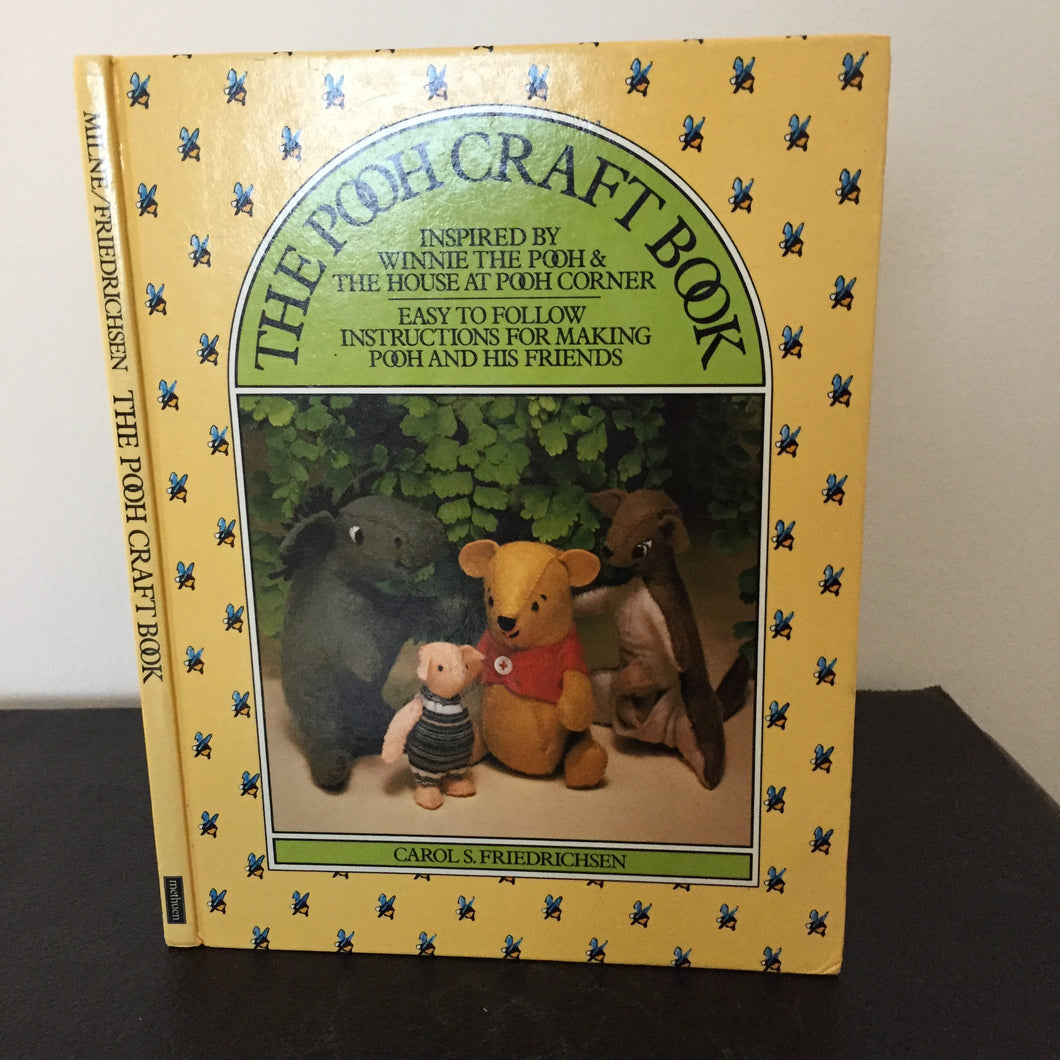 THE POOH CRAFT BOOK
INSPIRED BY
WINNIE THE POOH &
THE HOUSE AT POOH CORNER
EASY TO FOLLOW
INSTRUCTIONS FOR MAKING
POOH AND HIS FRIENDS
CAROL S. FRIEDRICHSEN
MILNE/FRIEDRICHSEN THE POOH CRAFT BOOK
methuen